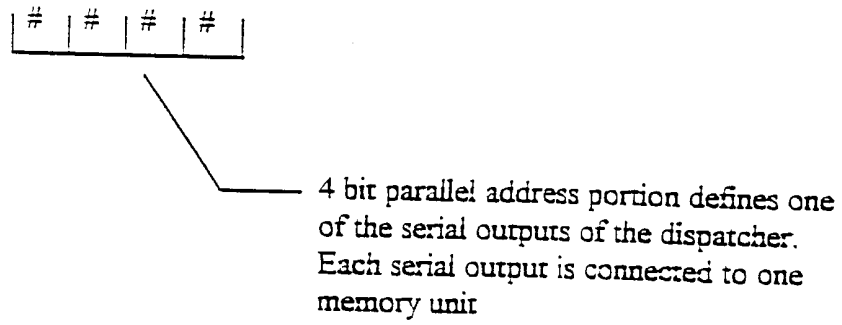 # # # #
4 bit parallel address portion defines one
of the serial outputs of the dispatcher.
Each serial output is connected to one
memory unit